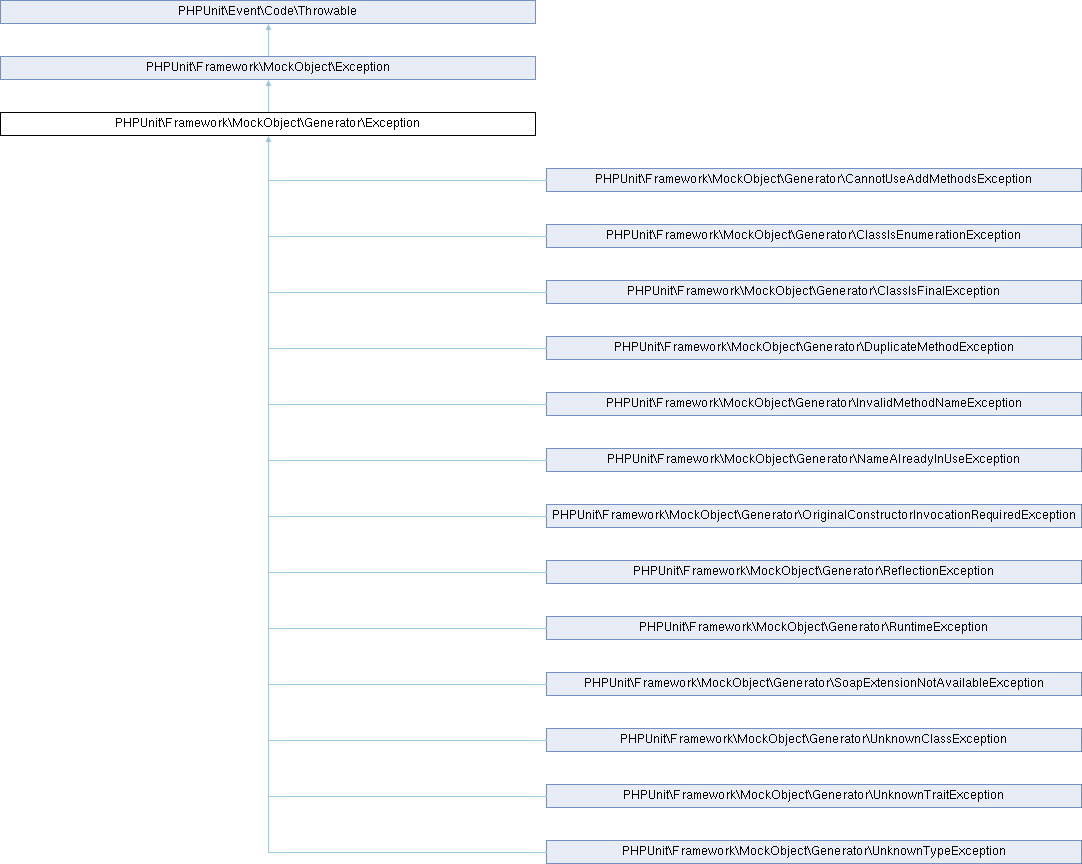 PHPUnit\Event\Code\Throwable
PHPUnit\Framework\MockObject\Exception
PHPUnit\Framework\MockObject\Generator\Exception
PHPUnit\Framework\MockObject\Generator\CannotUseAddMethodsException
PHPUnit\Framework\MockObject\Generator\ClassIsEnumerationException
PHPUnit\Framework\MockObject\Generator\ClassIsFinalException
PHPUnit\Framework\MockObject\Generator\DuplicateMethodException
PHPUnit\Framework\MockObject\Generator\InvalidMethodNameException
PHPUnit\Framework\MockObject\Generator\NameAlreadyInUseException
PHPUnit\Framework\MockObject\Generator\OriginalConstructorInvocationRequiredException
PHPUnit\Framework\MockObject\Generator\ReflectionException
PHPUnit\Framework\MockObject\Generator\RuntimeException
PHPUnit\Framework\MockObject\Generator\SoapExtensionNotAvailableException
PHPUnit\Framework\MockObject\Generator\UnknownClassException
PHPUnit\Framework\MockObject\Generator\UnknownTraitException
PHPUnit\Framework\MockObject\Generator\UnknownTypeException